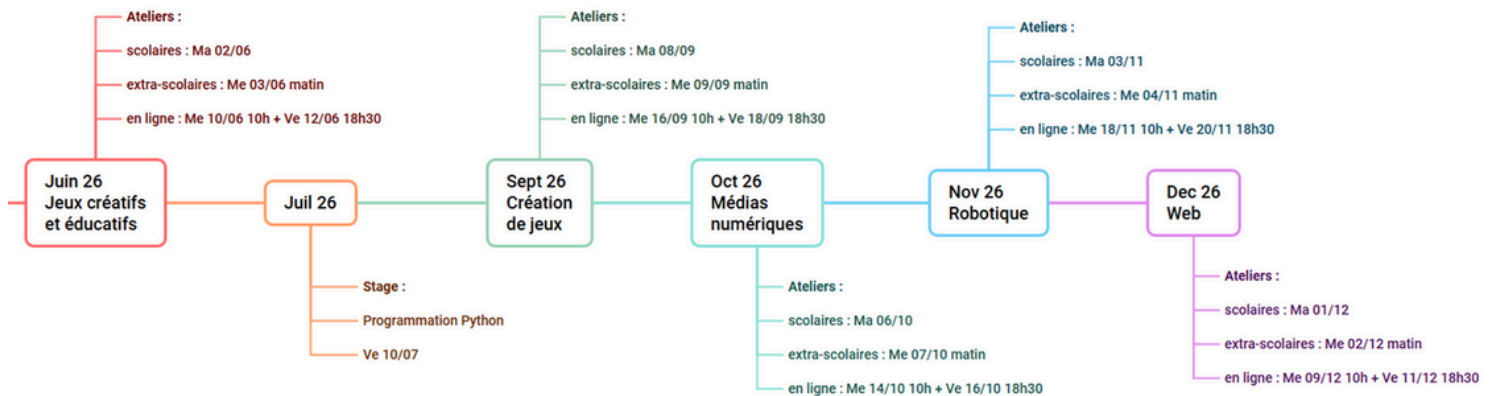 Ateliers :
scolaires : Ma 02/06
extra-scolaires : Me 03/06 matin
en ligne : Me 10/06 10h + Ve 12/06 18h30
Juin 26
Jeux créatifs
et éducatifs
Juil 26
Stage :
Programmation Python
Ve 10/07
Ateliers :
scolaires : Ma 08/09
extra-scolaires : Me 09/09 matin
en ligne : Me 16/09 10h + Ve 18/09 18h30
Sept 26
Création
de jeux
Oct 26
Médias
numériques
Ateliers :
scolaires : Ma 06/10
extra-scolaires : Me 07/10 matin
en ligne : Me 14/10 10h + Ve 16/10 18h30
Ateliers :
scolaires : Ma 03/11
extra-scolaires : Me 04/11 matin
en ligne : Me 18/11 10h + Ve 20/11 18h30
Nov 26
Robotique
Dec 26
Web
Ateliers :
scolaires : Ma 01/12
extra-scolaires : Me 02/12 matin
en ligne : Me 09/12 10h + Ve 11/12 18h30